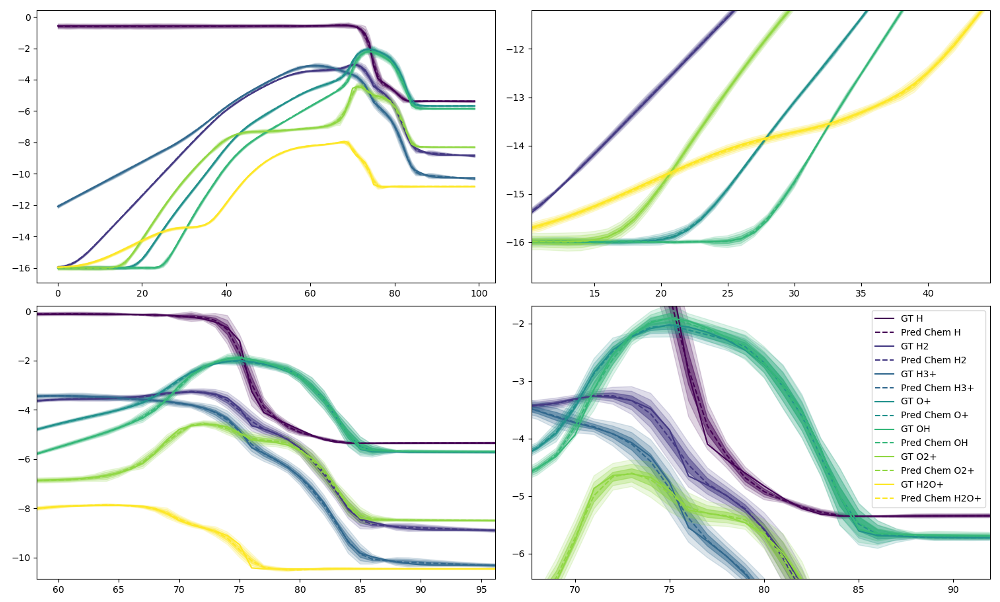 0
−2
−4
−6
−8
−10
−12
−14
−16
0 20 40 60 80 100
−12
−13
−14
−15
−16
15 20 25 30 35 40
0
−2
−4
−6
−8
−10
60 65 70 75 80 85 90 95
−2
−3
−4
−5
−6
70 75 80 85 90
GT H
Pred Chem H
GT H2
Pred Chem H2
GT H3+
Pred Chem H3+
GT O+
Pred Chem O+
GT OH
Pred Chem OH
GT O2+
Pred Chem O2+
GT H2O+
Pred Chem H2O+